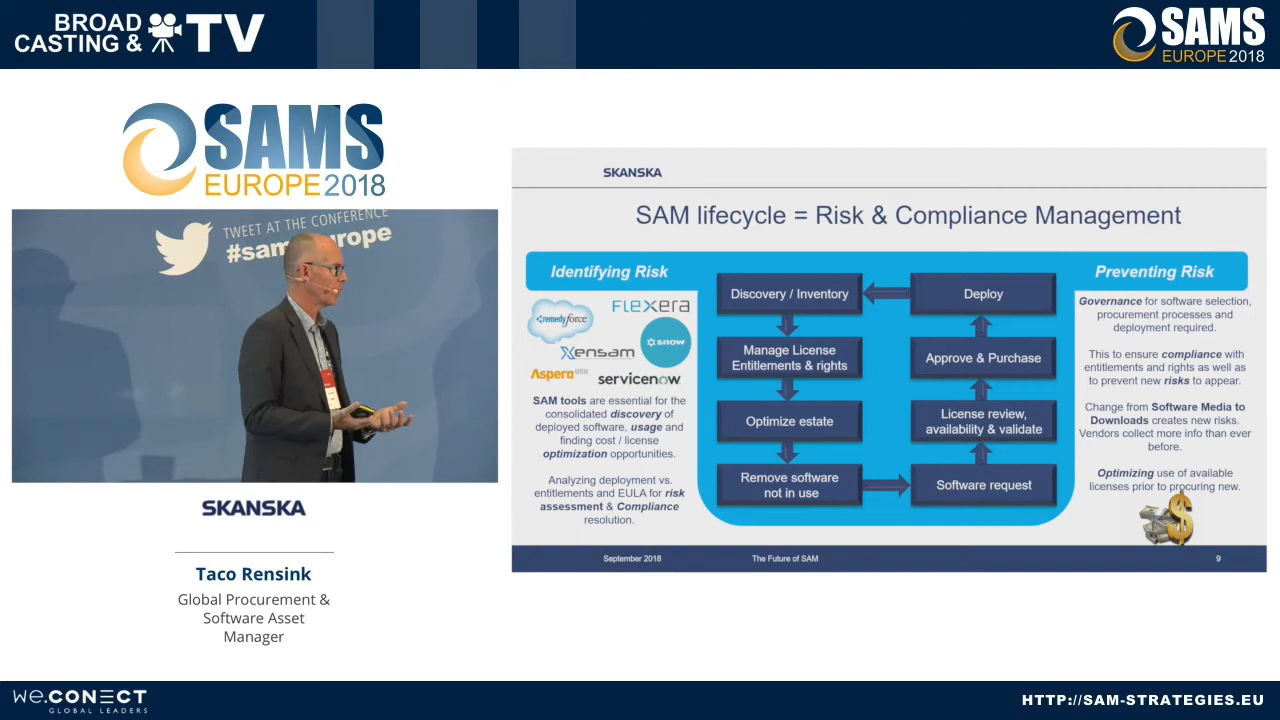 BROAD
CASTING & TV
SAMS
EUROPE 2018
SAMS
EUROPE 2018
TWEET AT THE CONFERENCE
SKANSKA
Taco Rensink
Global Procurement &
Software Asset
Manager
SKANSKA
SAM lifecycle = Risk & Compliance Management
Identifying Risk
remedyforce
FLEXERA
Xensam
snow
Aspera USU
servicenow
SAM tools are essential for the
consolidated discovery of
deployed software, usage and
finding cost / license
optimization opportunities.
Analyzing deployment vs.
entitlements and EULA for risk
assessment & Compliance
resolution.
Discovery / Inventory
Manage License
Entitlements & rights
Optimize estate
Remove software
not in use
Deploy
Approve & Purchase
License review,
availability & validate
Software request
Preventing Risk
Governance for software selection,
procurement processes and
deployment required.
This to ensure compliance with
entitlements and rights as well as
to prevent new risks to appear.
Change from Software Media to
Downloads creates new risks.
Vendors collect more info than ever
before.
Optimizing use of available
licenses prior to procuring new.
$
September 2018
The Future of SAM
9
we.CONECT
GLOBAL LEADERS
HTTP://SAM-STRATEGIES.EU